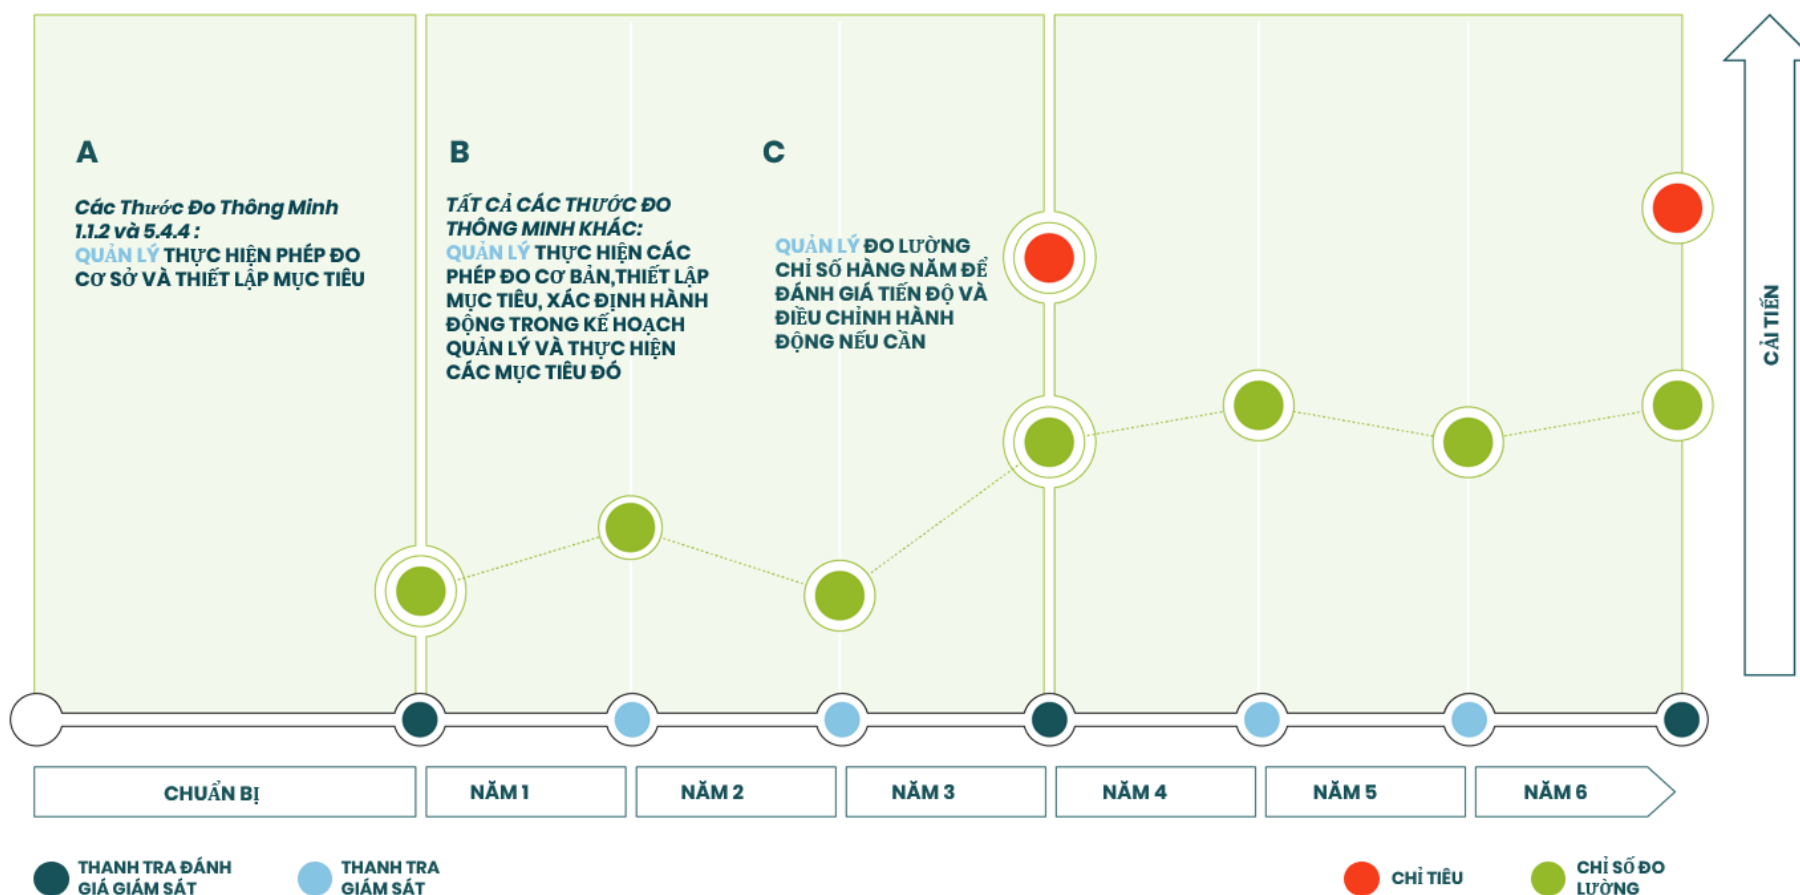 A
Các Thước Đo Thông Minh
1.1.2 và 5.4.4 :
QUẢN LÝ THỰC HIỆN PHÉP ĐO
CƠ SỞ VÀ THIẾT LẬP MỤC TIÊU
B
TẤT CẢ CÁC THƯỚC ĐO
THÔNG MINH KHÁC:
QUẢN LÝ THỰC HIỆN CÁC
PHÉP ĐO CƠ BẢN,THIẾT LẬP
MỤC TIÊU, XÁC ĐỊNH HÀNH
ĐỘNG TRONG KẾ HOẠCH
QUẢN LÝ VÀ THỰC HIỆN
CÁC MỤC TIÊU ĐÓ
C
QUẢN LÝ ĐO LƯỜNG
CHỈ SỐ HÀNG NĂM ĐỂ
ĐÁNH GIÁ TIẾN ĐỘ VÀ
ĐIỀU CHỈNH HÀNH
ĐỘNG NẾU CẦN
CẢI TIẾN
CHUẨN BỊ
NĂM 1
NĂM 2
NĂM 3
NĂM 4
NĂM 5
NĂM 6
THANH TRA ĐÁNH
GIÁ GIÁM SÁT
THANH TRA
GIÁM SÁT
CHỈ TIÊU
CHỈ SỐ ĐO
LƯỜNG